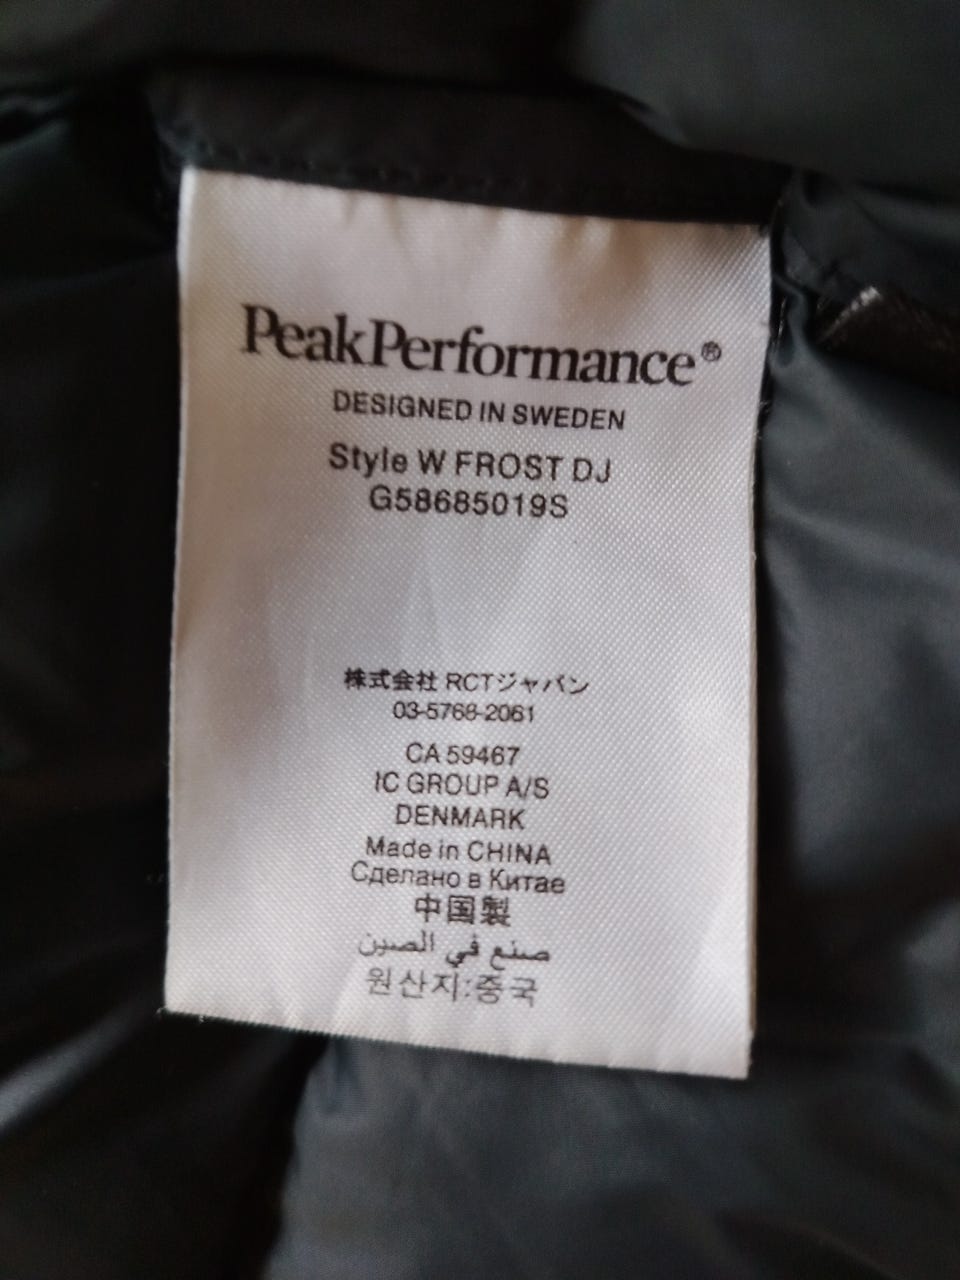 PeakPerformance®
DESIGNED IN SWEDEN
Style W FROST DJ
G58685019S
株式会社 RCTジャパン
03-5768-2061
CA 59467
IC GROUP A/S
DENMARK
Made in CHINA
Сделано в Китае
中国製
صنع في الصين
원산지:중국